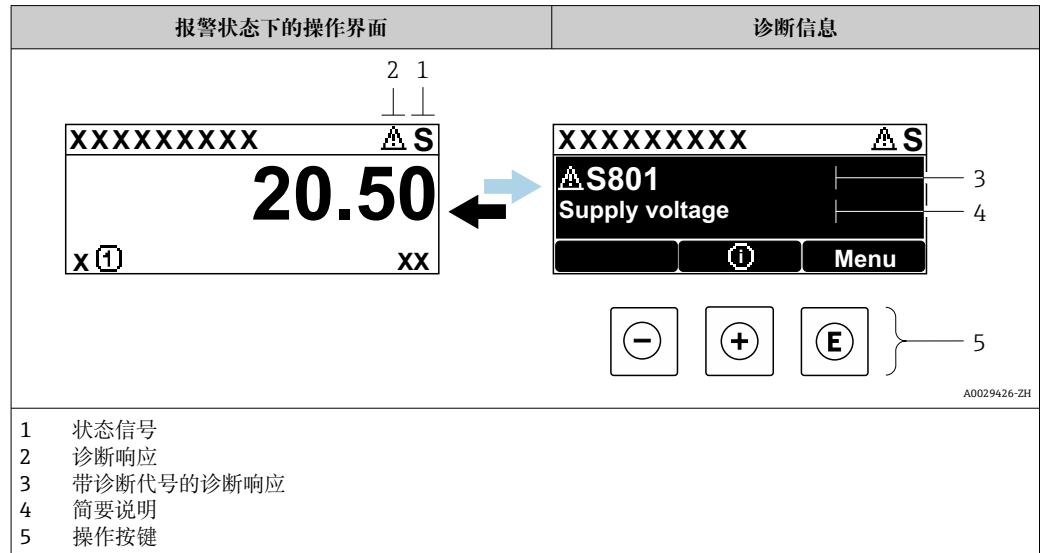 报警状态下的操作界面
诊断信息
2 1
XXXXXXXXX ⚠ S
20.50
x ① XX
XXXXXXXXX ⚠ S
⚠S801
Supply voltage
ⓘ Menu
3
4
− + E
5
A0029426-ZH
1 状态信号
2 诊断响应
3 带诊断代号的诊断响应
4 简要说明
5 操作按键